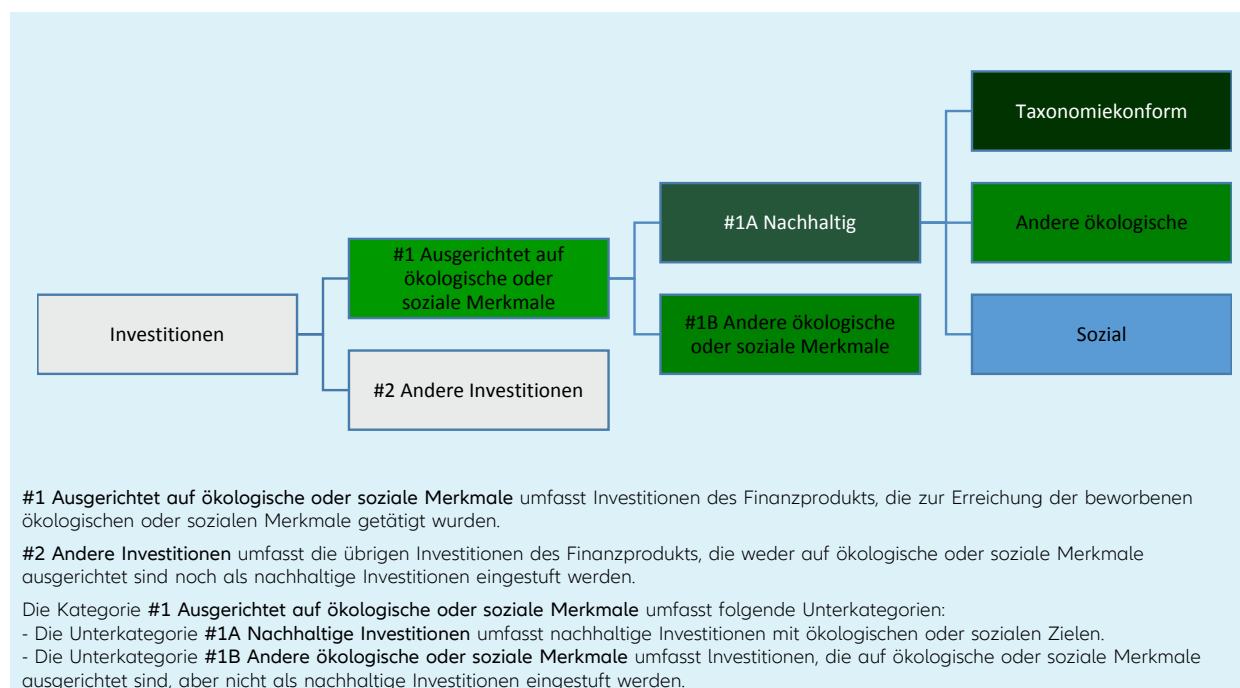 Taxonomiekonform
#1A Nachhaltig
Andere ökologische
#1 Ausgerichtet auf
ökologische oder
soziale Merkmale
Investitionen
#1B Andere ökologische
oder soziale Merkmale
Sozial
#2 Andere Investitionen
#1 Ausgerichtet auf ökologische oder soziale Merkmale umfasst Investitionen des Finanzprodukts, die zur Erreichung der beworbenen
ökologischen oder sozialen Merkmale getätigt wurden.
#2 Andere Investitionen umfasst die übrigen Investitionen des Finanzprodukts, die weder auf ökologische oder soziale Merkmale
ausgerichtet sind noch als nachhaltige Investitionen eingestuft werden.
Die Kategorie #1 Ausgerichtet auf ökologische oder soziale Merkmale umfasst folgende Unterkategorien:
- Die Unterkategorie #1A Nachhaltige Investitionen umfasst nachhaltige Investitionen mit ökologischen oder sozialen Zielen.
- Die Unterkategorie #1B Andere ökologische oder soziale Merkmale umfasst lnvestitionen, die auf ökologische oder soziale Merkmale
ausgerichtet sind, aber nicht als nachhaltige Investitionen eingestuft werden.